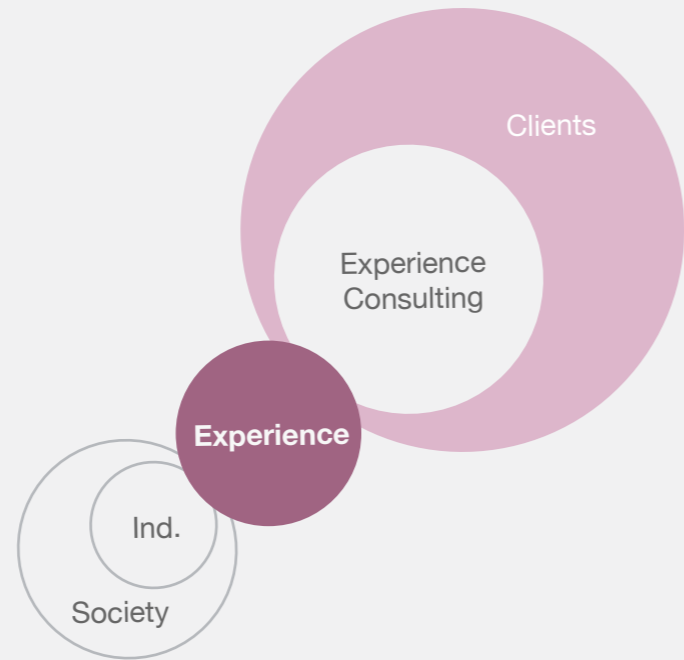 Clients
Experience
Consulting
Experience
Ind.
Society